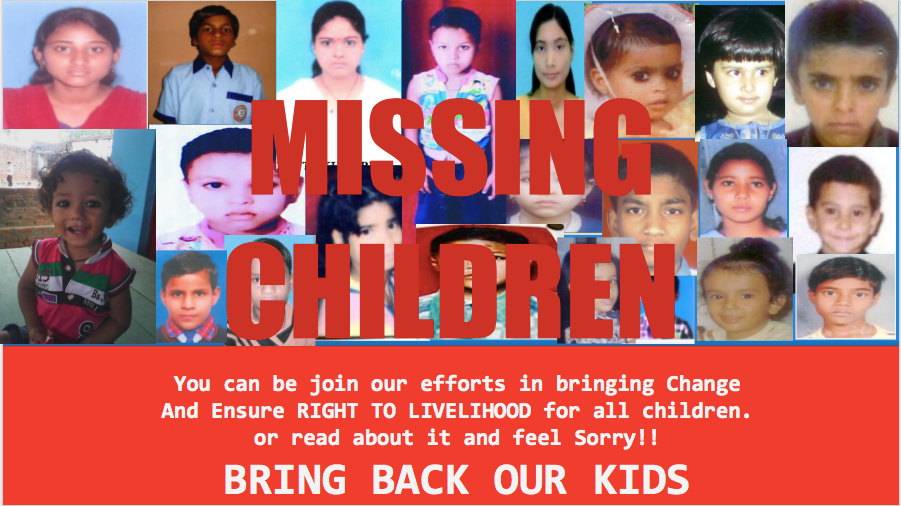 MISSING
CHILDREN
You can be join our efforts in bringing Change
And Ensure RIGHT TO LIVELIHOOD for all children.
or read about it and feel Sorry!!
BRING BACK OUR KIDS